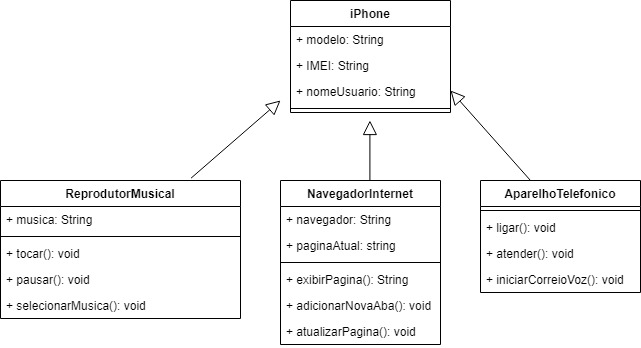 iPhone
+ modelo: String
+ IMEI: String
+ nomeUsuario: String
ReprodutorMusical
+ musica: String
+ tocar(): void
+ pausar(): void
+ selecionarMusica(): void
NavegadorInternet
+ navegador: String
+ paginaAtual: string
+ exibirPagina(): String
+ adicionarNovaAba(): void
+ atualizarPagina(): void
AparelhoTelefonico
+ ligar(): void
+ atender(): void
+ iniciarCorreioVoz(): void